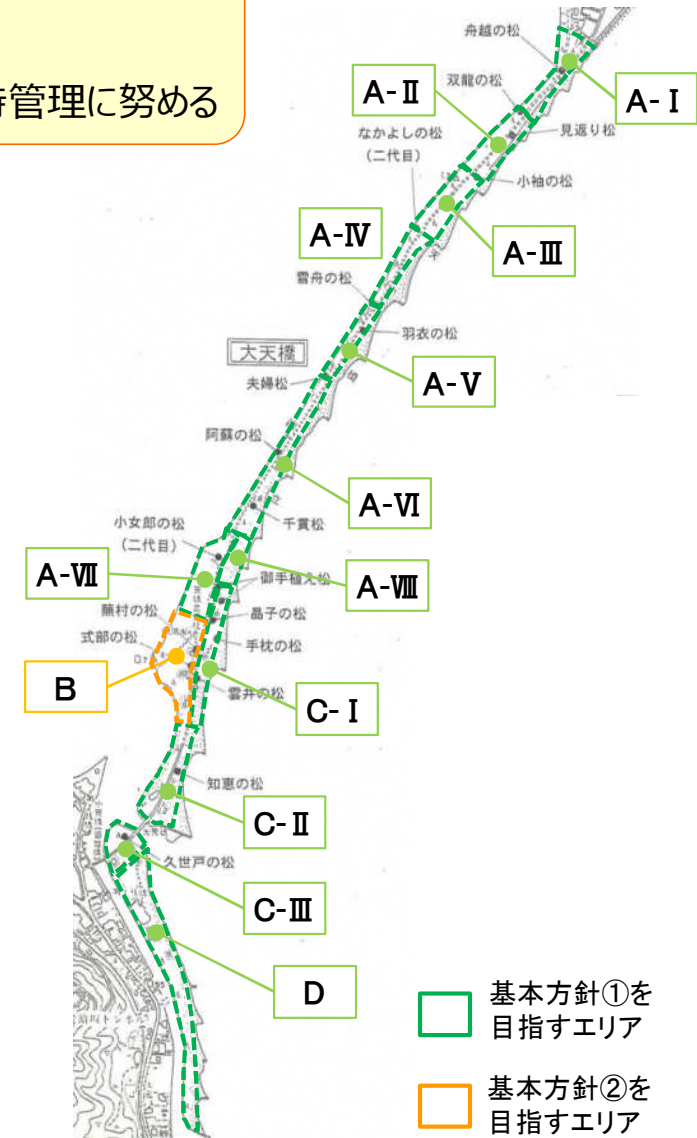 持管理に努める
舟越の松
双龍の松
A-Ⅱ
A-Ⅰ
なかよしの松
(二代目)
見返り松
小袖の松
A-Ⅳ
A-Ⅲ
雪舟の松
羽衣の松
大天橋
夫婦松
A-Ⅴ
阿蘇の松
A-Ⅵ
千貫松
小女郎の松
(二代目)
A-Ⅶ
御手植え松
A-Ⅷ
蕪村の松
晶子の松
式部の松
手枕の松
B
雲井の松
C-Ⅰ
知恵の松
C-Ⅱ
久世戸の松
C-Ⅲ
D
基本方針①を
目指すエリア
基本方針②を
目指すエリア